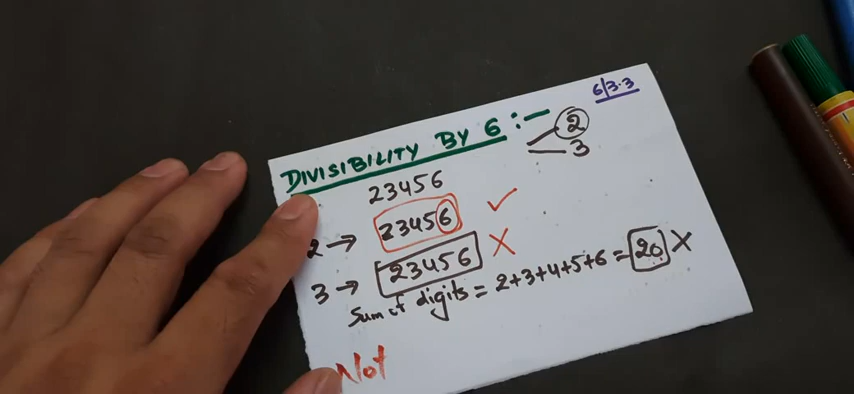 6/3.3
DIVISIBILITY BY 6 :-
2
3
23456
2 → 23456 ✓
3 → 23456 X
Sum of digits = 2+3+4+5+6 = 20 X
Not